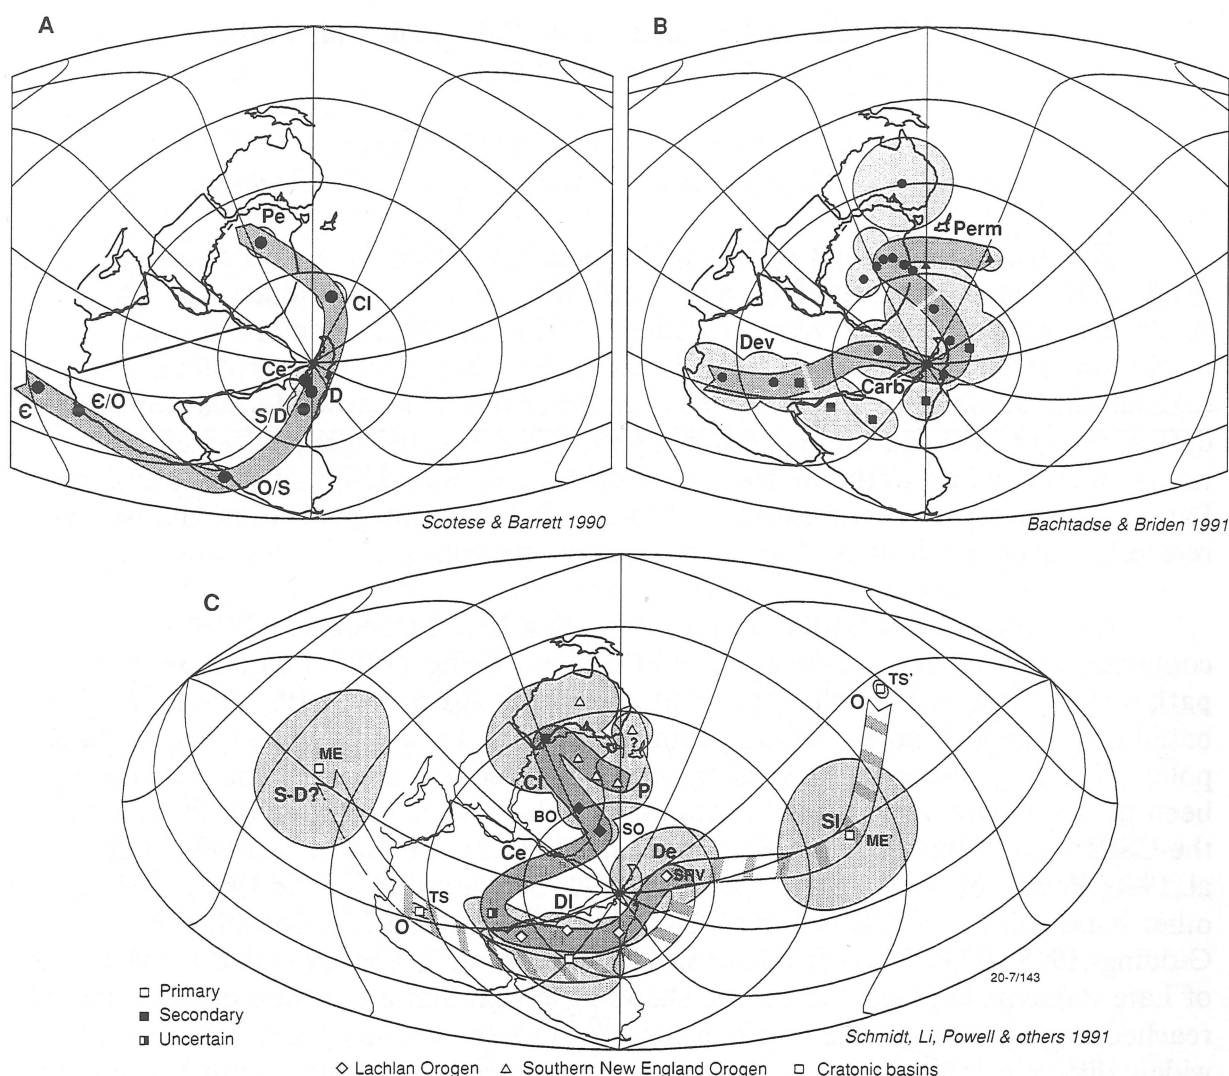 A
Pe
Cl
Ce
D
Є
Є/O
S/D
O/S
Scotese & Barrett 1990
B
Perm
Dev
Carb
Bachtadse & Briden 1991
C
TS'
O
ME
S-D?
?
Cl
P
BO
SO
Sl
ME'
Ce
De
SRV
TS
Dl
O
20-7/143
Primary
Secondary
Uncertain
Schmidt, Li, Powell & others 1991
Lachlan Orogen Southern New England Orogen Cratonic basins